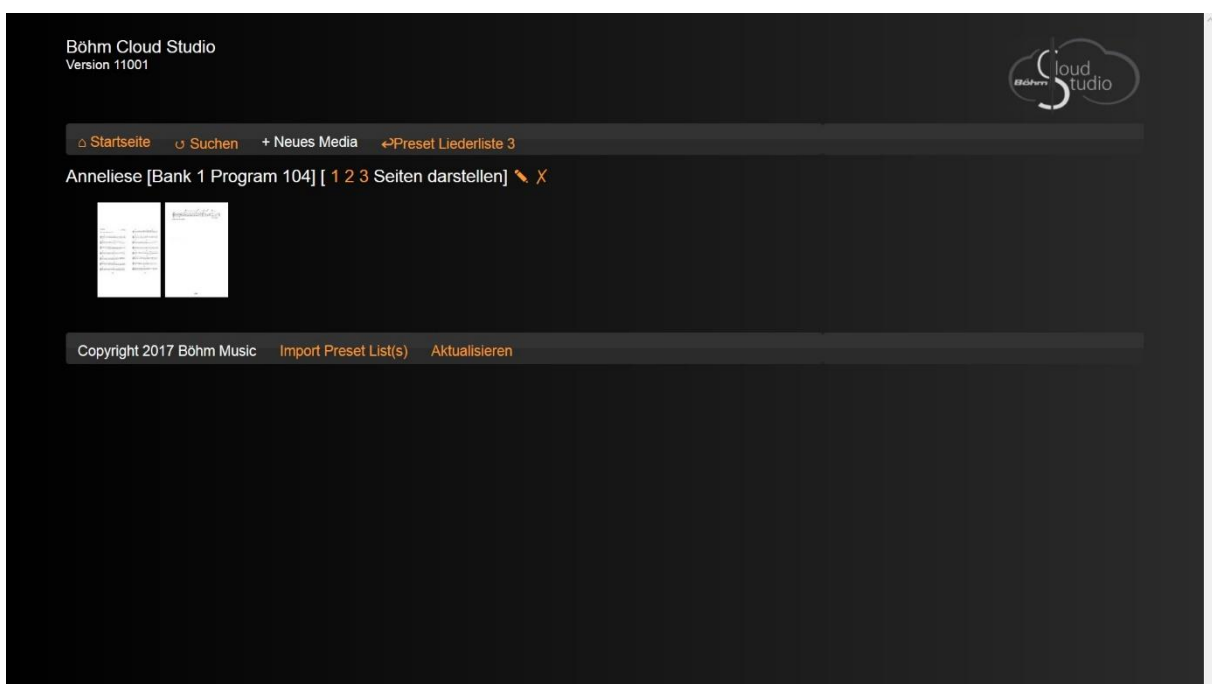 Böhm Cloud Studio
Version 11001
Böhm Cloud Studio
⌂ Startseite ↺ Suchen + Neues Media ↩Preset Liederliste 3
Anneliese [Bank 1 Program 104] [ 1 2 3 Seiten darstellen] ✎ X
Copyright 2017 Böhm Music Import Preset List(s) Aktualisieren